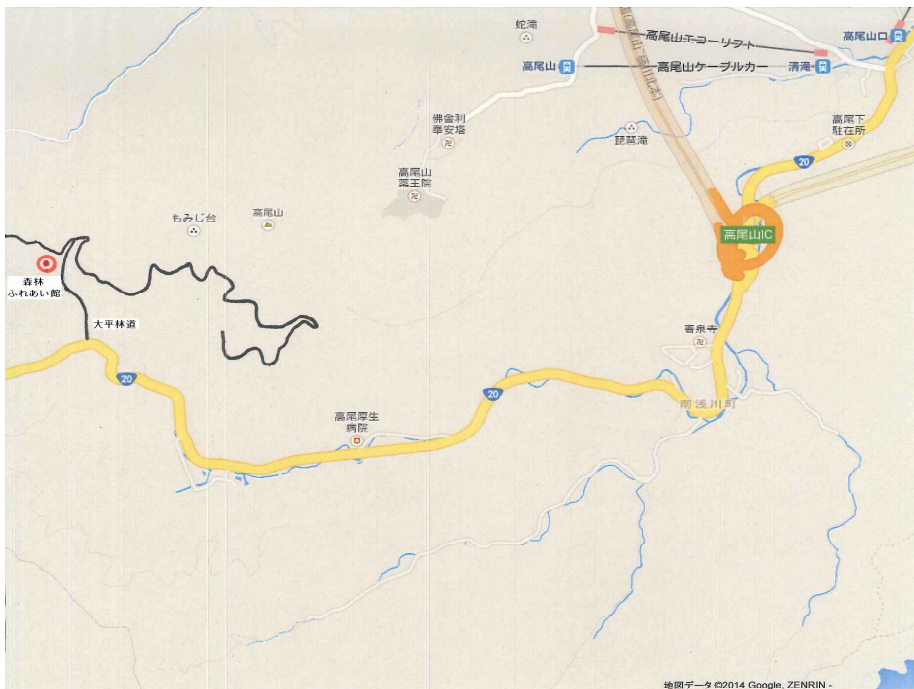 蛇滝
高尾山エコーリフト
高尾山口
高尾山
高尾山ケーブルカー
清滝
佛舎利
奉安塔
琵琶滝
高尾下
駐在所
20
高尾山
薬王院
もみじ台
高尾山
高尾山IC
森林
ふれあい館
大平林道
20
高尾厚生
病院
20
南浅川町
地図データ ©2014 Google, ZENRIN -